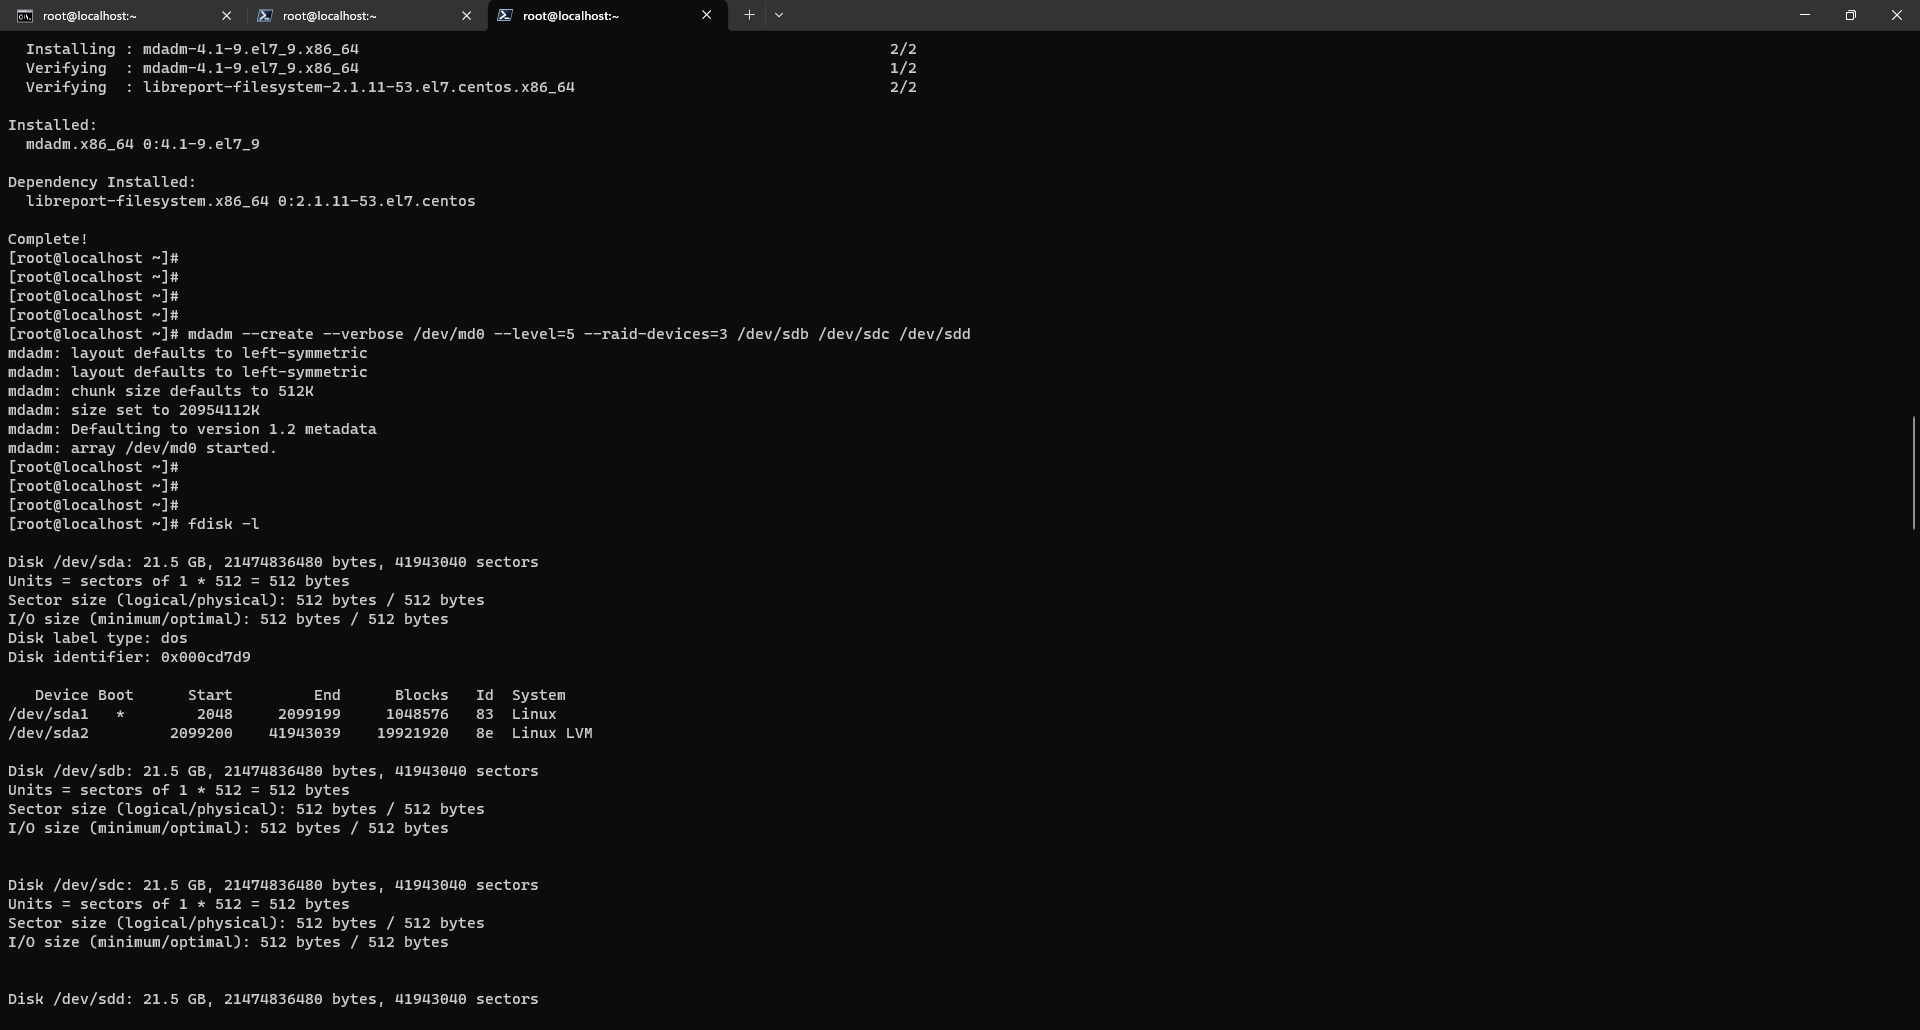 root@localhost:~
root@localhost:~
root@localhost:~
Installing : mdadm-4.1-9.el7_9.x86_64 2/2
Verifying  : mdadm-4.1-9.el7_9.x86_64 1/2
Verifying  : libreport-filesystem-2.1.11-53.el7.centos.x86_64 2/2
Installed:
mdadm.x86_64 0:4.1-9.el7_9
Dependency Installed:
libreport-filesystem.x86_64 0:2.1.11-53.el7.centos
Complete!
[root@localhost ~]#
[root@localhost ~]#
[root@localhost ~]#
[root@localhost ~]#
[root@localhost ~]# mdadm --create --verbose /dev/md0 --level=5 --raid-devices=3 /dev/sdb /dev/sdc /dev/sdd
mdadm: layout defaults to left-symmetric
mdadm: layout defaults to left-symmetric
mdadm: chunk size defaults to 512K
mdadm: size set to 20954112K
mdadm: Defaulting to version 1.2 metadata
mdadm: array /dev/md0 started.
[root@localhost ~]#
[root@localhost ~]#
[root@localhost ~]#
[root@localhost ~]# fdisk -l
Disk /dev/sda: 21.5 GB, 21474836480 bytes, 41943040 sectors
Units = sectors of 1 * 512 = 512 bytes
Sector size (logical/physical): 512 bytes / 512 bytes
I/O size (minimum/optimal): 512 bytes / 512 bytes
Disk label type: dos
Disk identifier: 0x000cd7d9
Device Boot      Start         End      Blocks   Id  System
/dev/sda1   *        2048     2099199     1048576   83  Linux
/dev/sda2         2099200    41943039    19921920   8e  Linux LVM
Disk /dev/sdb: 21.5 GB, 21474836480 bytes, 41943040 sectors
Units = sectors of 1 * 512 = 512 bytes
Sector size (logical/physical): 512 bytes / 512 bytes
I/O size (minimum/optimal): 512 bytes / 512 bytes
Disk /dev/sdc: 21.5 GB, 21474836480 bytes, 41943040 sectors
Units = sectors of 1 * 512 = 512 bytes
Sector size (logical/physical): 512 bytes / 512 bytes
I/O size (minimum/optimal): 512 bytes / 512 bytes
Disk /dev/sdd: 21.5 GB, 21474836480 bytes, 41943040 sectors